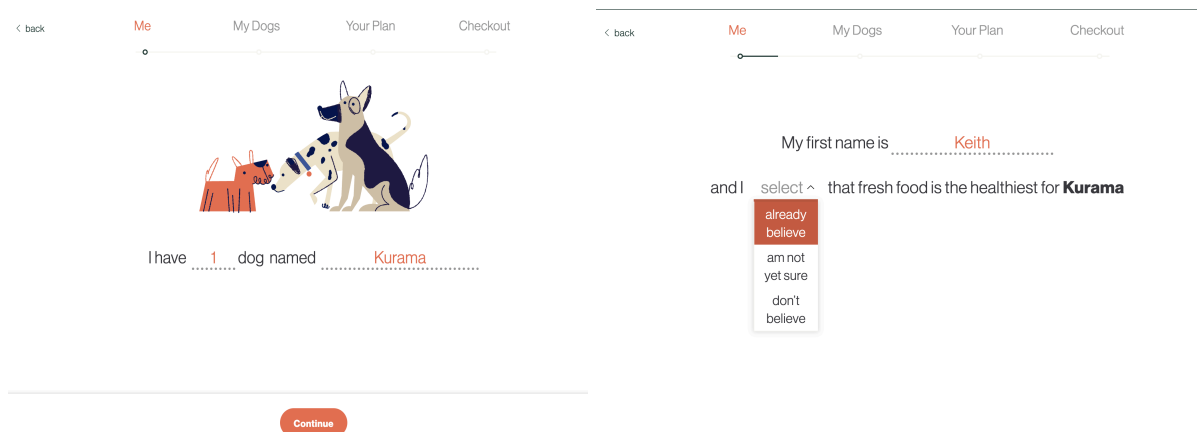 back
Me My Dogs Your Plan Checkout
I have 1 dog named Kurama
Continue
back
Me My Dogs Your Plan Checkout
My first name is Keith
and I select that fresh food is the healthiest for Kurama
already
believe
am not
yet sure
don't
believe